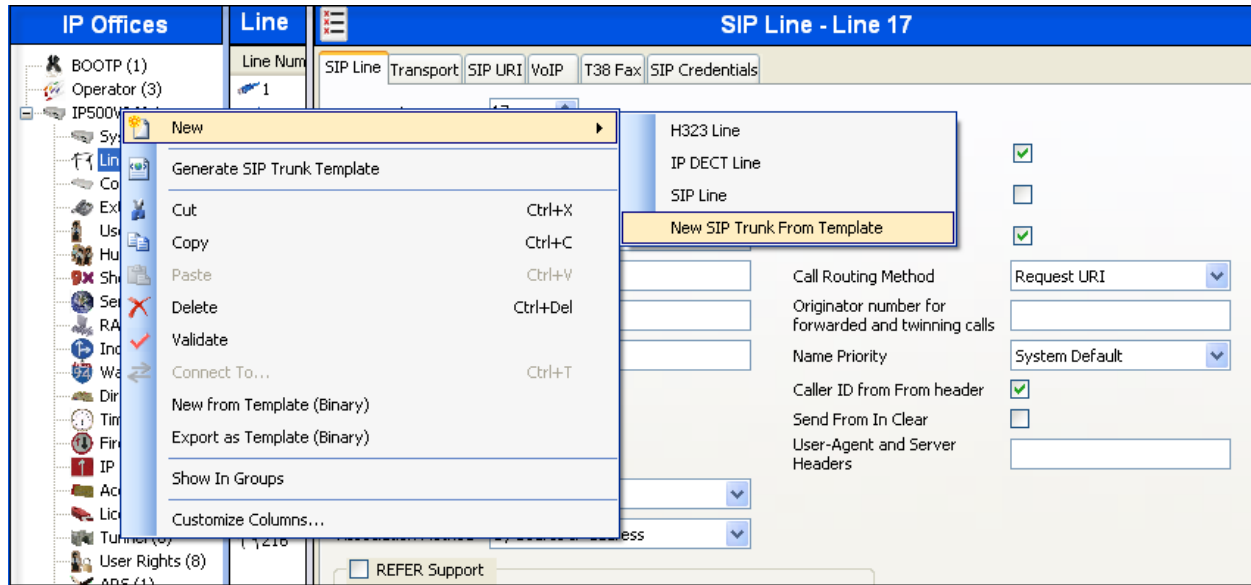 IP Offices
Line
SIP Line - Line 17
BOOTP (1)
Operator (3)
Line Num
1
SIP Line Transport SIP URI VoIP T38 Fax SIP Credentials
New
Generate SIP Trunk Template
Cut Ctrl+X
Copy Ctrl+C
Paste Ctrl+V
Delete Ctrl+Del
Validate
Connect To... Ctrl+T
New from Template (Binary)
Export as Template (Binary)
Show In Groups
Customize Columns...
H323 Line
IP DECT Line
SIP Line
New SIP Trunk From Template
Call Routing Method Request URI
Originator number for
forwarded and twinning calls
Name Priority System Default
Caller ID from From header
Send From In Clear
User-Agent and Server
Headers
216
User Rights (8)
REFER Support